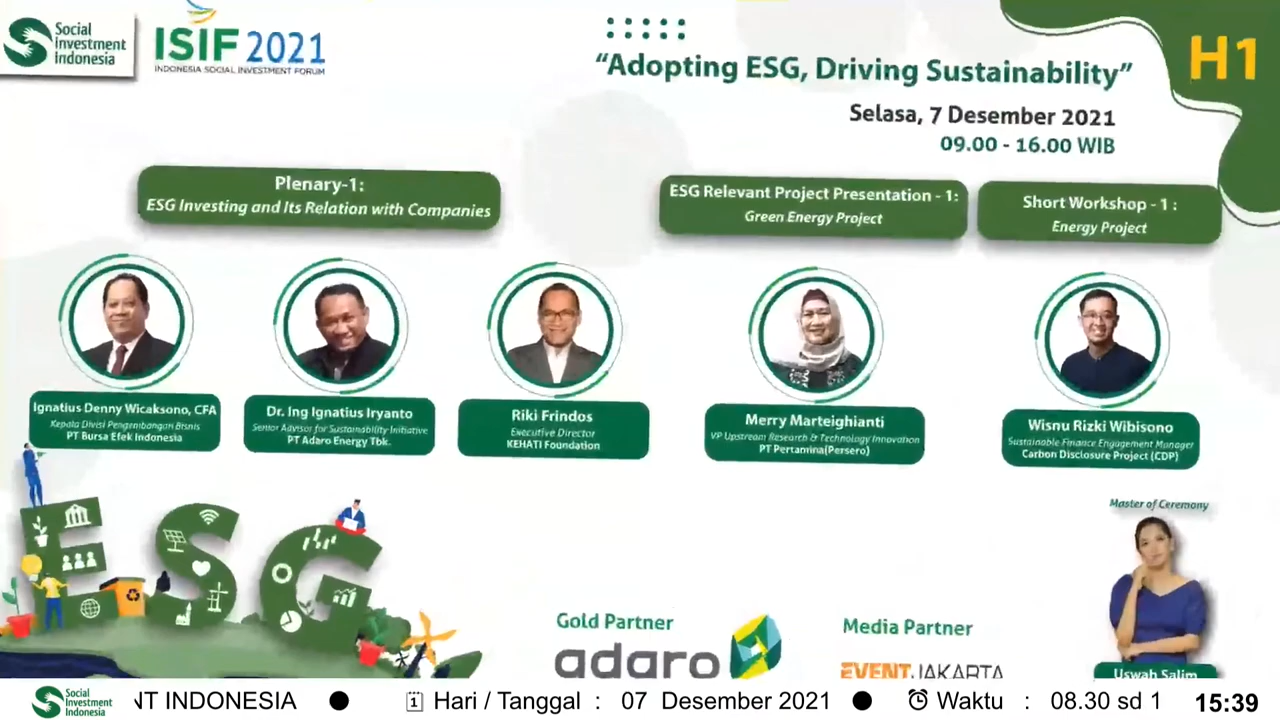 Social
Investment
Indonesia
ISIF 2021
INDONESIA SOCIAL INVESTMENT FORUM
“Adopting ESG, Driving Sustainability”
H1
Selasa, 7 Desember 2021
09.00 - 16.00 WIB
Plenary-1:
ESG Investing and Its Relation with Companies
ESG Relevant Project Presentation - 1:
Green Energy Project
Short Workshop - 1 :
Energy Project
Ignatius Denny Wicaksono, CFA
Kepala Divisi Pengembangan Bisnis
PT Bursa Efek Indonesia
Dr. Ing Ignatius Iryanto
Senior Advisor for Sustainability Initiative
PT Adaro Energy Tbk.
Riki Frindos
Executive Director
KEHATI Foundation
Merry Marteighianti
VP Upstream Research & Technology Innovation
PT Pertamina(Persero)
Wisnu Rizki Wibisono
Sustainable Finance Engagement Manager
Carbon Disclosure Project (CDP)
ESG
Master of Ceremony
Uswah Salim
Gold Partner
adaro
Media Partner
EVENTJAKARTA
Social
Investment
Indonesia
NT INDONESIA ● Hari / Tanggal : 07 Desember 2021 ● Waktu : 08.30 sd 1
15:39